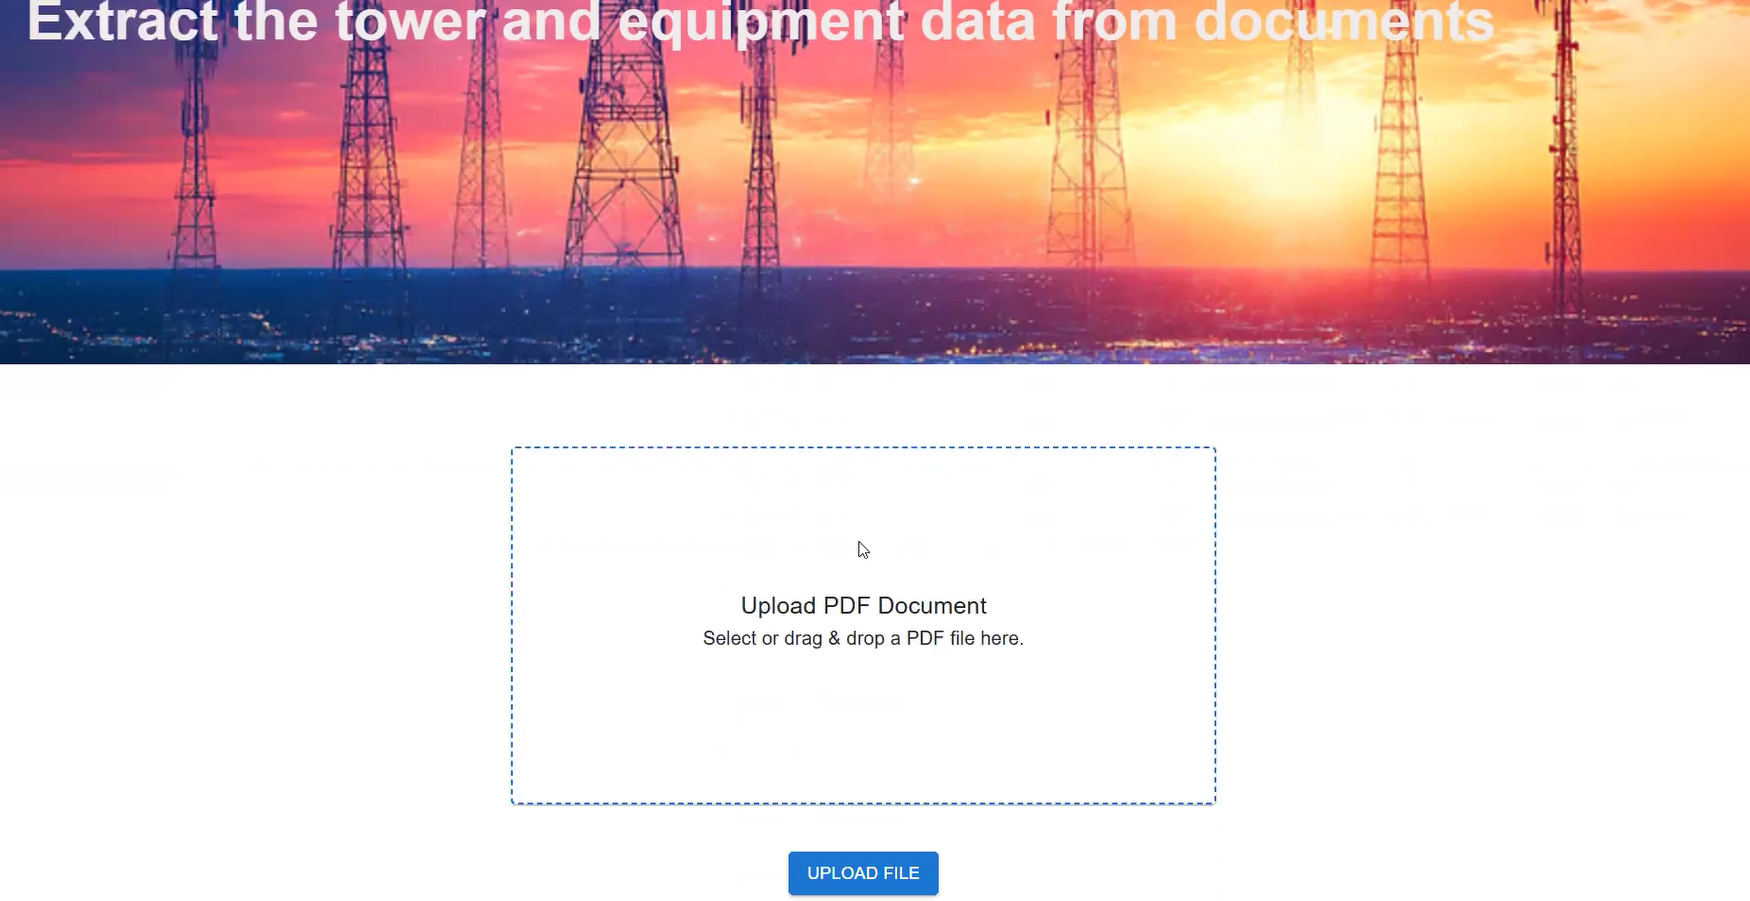 Extract the tower and equipment data from documents
Upload PDF Document
Select or drag & drop a PDF file here.
UPLOAD FILE